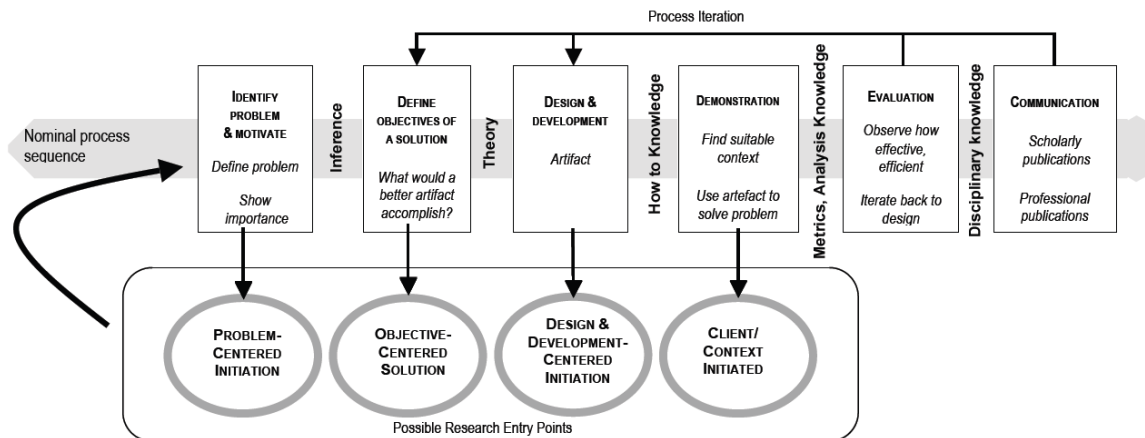 Process Iteration
Nominal process
sequence
IDENTIFY
PROBLEM
& MOTIVATE
Define problem
Show
importance
Inference
DEFINE
OBJECTIVES OF
A SOLUTION
What would a
better artifact
accomplish?
Theory
DESIGN &
DEVELOPMENT
Artifact
How to Knowledge
DEMONSTRATION
Find suitable
context
Use artefact to
solve problem
Metrics, Analysis Knowledge
EVALUATION
Observe how
effective,
efficient
Iterate back to
design
Disciplinary knowledge
COMMUNICATION
Scholarly
publications
Professional
publications
PROBLEM-
CENTERED
INITIATION
OBJECTIVE-
CENTERED
SOLUTION
DESIGN &
DEVELOPMENT-
CENTERED
INITIATION
CLIENT/
CONTEXT
INITIATED
Possible Research Entry Points